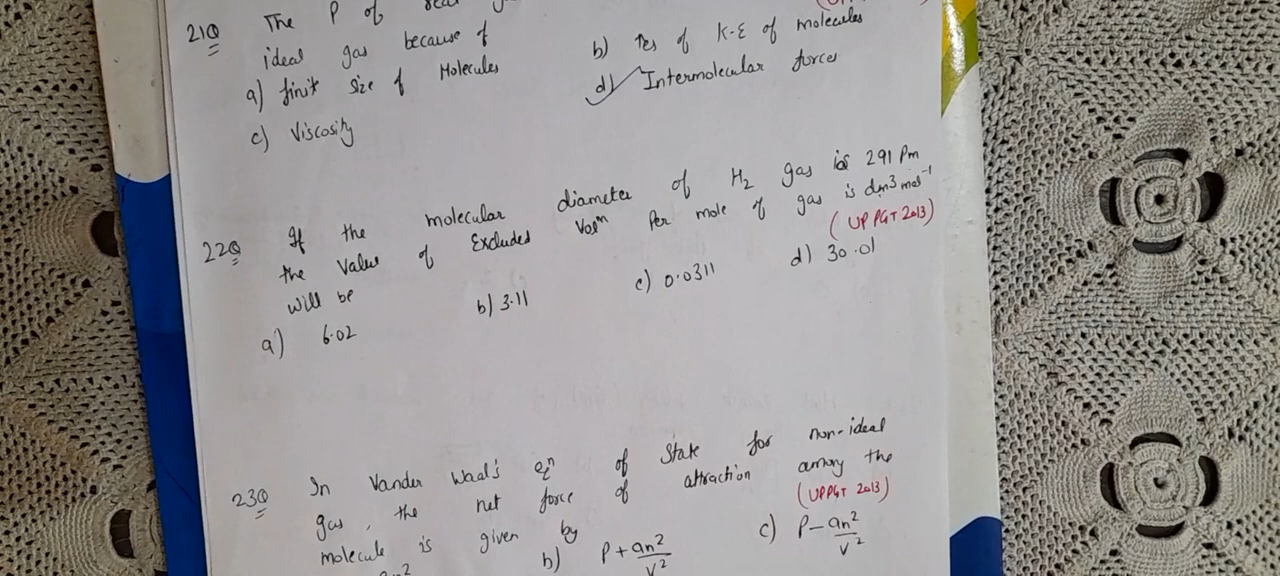 21Q The P of
ideal gas because of
a) finit size of Molecules b) ↑es of K-E of molecules
c) Viscosity d) Intermolecular forces
22Q If the molecular diameter of H2 gas is 291 Pm
the value of Excluded Volm Per mole of gas is dm3 mol-1
will be (UP PGT 2013)
a) 6.02 b) 3.11 c) 0.0311 d) 30.01
23Q In Vander Waal's eqn of State for non-ideal
gas, the net force of attraction among the
molecule is given by (UPPGT 2013)
b) P + an2/V2 c) P - an2/V2